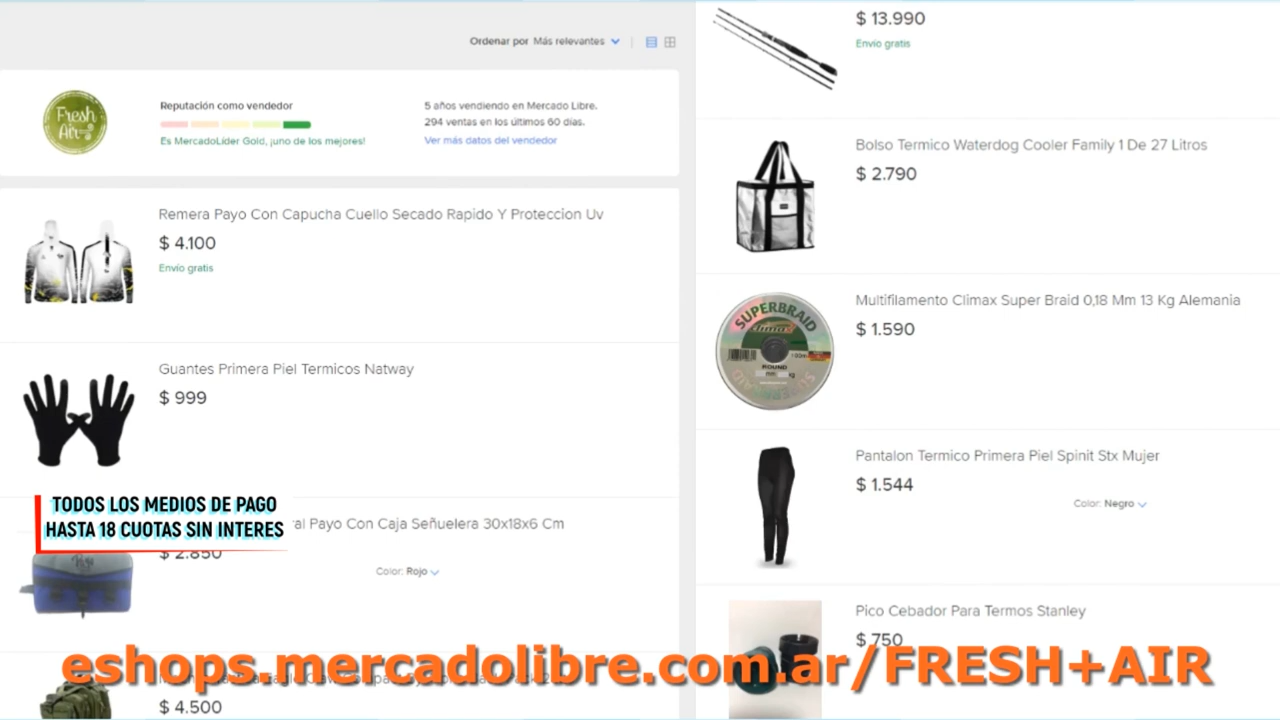 Ordenar por Más relevantes
Fresh
Air
Reputación como vendedor
Es MercadoLíder Gold, ¡uno de los mejores!
5 años vendiendo en Mercado Libre.
294 ventas en los últimos 60 días.
Ver más datos del vendedor
Remera Payo Con Capucha Cuello Secado Rapido Y Proteccion Uv
$ 4.100
Envío gratis
Guantes Primera Piel Termicos Natway
$ 999
TODOS LOS MEDIOS DE PAGO
HASTA 18 CUOTAS SIN INTERES
Payo Con Caja Señuelera 30x18x6 Cm
$ 2.850
Color: Rojo
$ 4.500
$ 13.990
Envío gratis
Bolso Termico Waterdog Cooler Family 1 De 27 Litros
$ 2.790
Multifilamento Climax Super Braid 0,18 Mm 13 Kg Alemania
$ 1.590
SUPERBRAID
climax
ROUND
Pantalon Termico Primera Piel Spinit Stx Mujer
$ 1.544
Color: Negro
Pico Cebador Para Termos Stanley
$ 750
eshops.mercadolibre.com.ar/FRESH+AIR